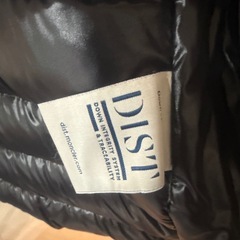 DIST
DOWN INTEGRITY SYSTEM
& TRACEABILITY
dist.moncler.com